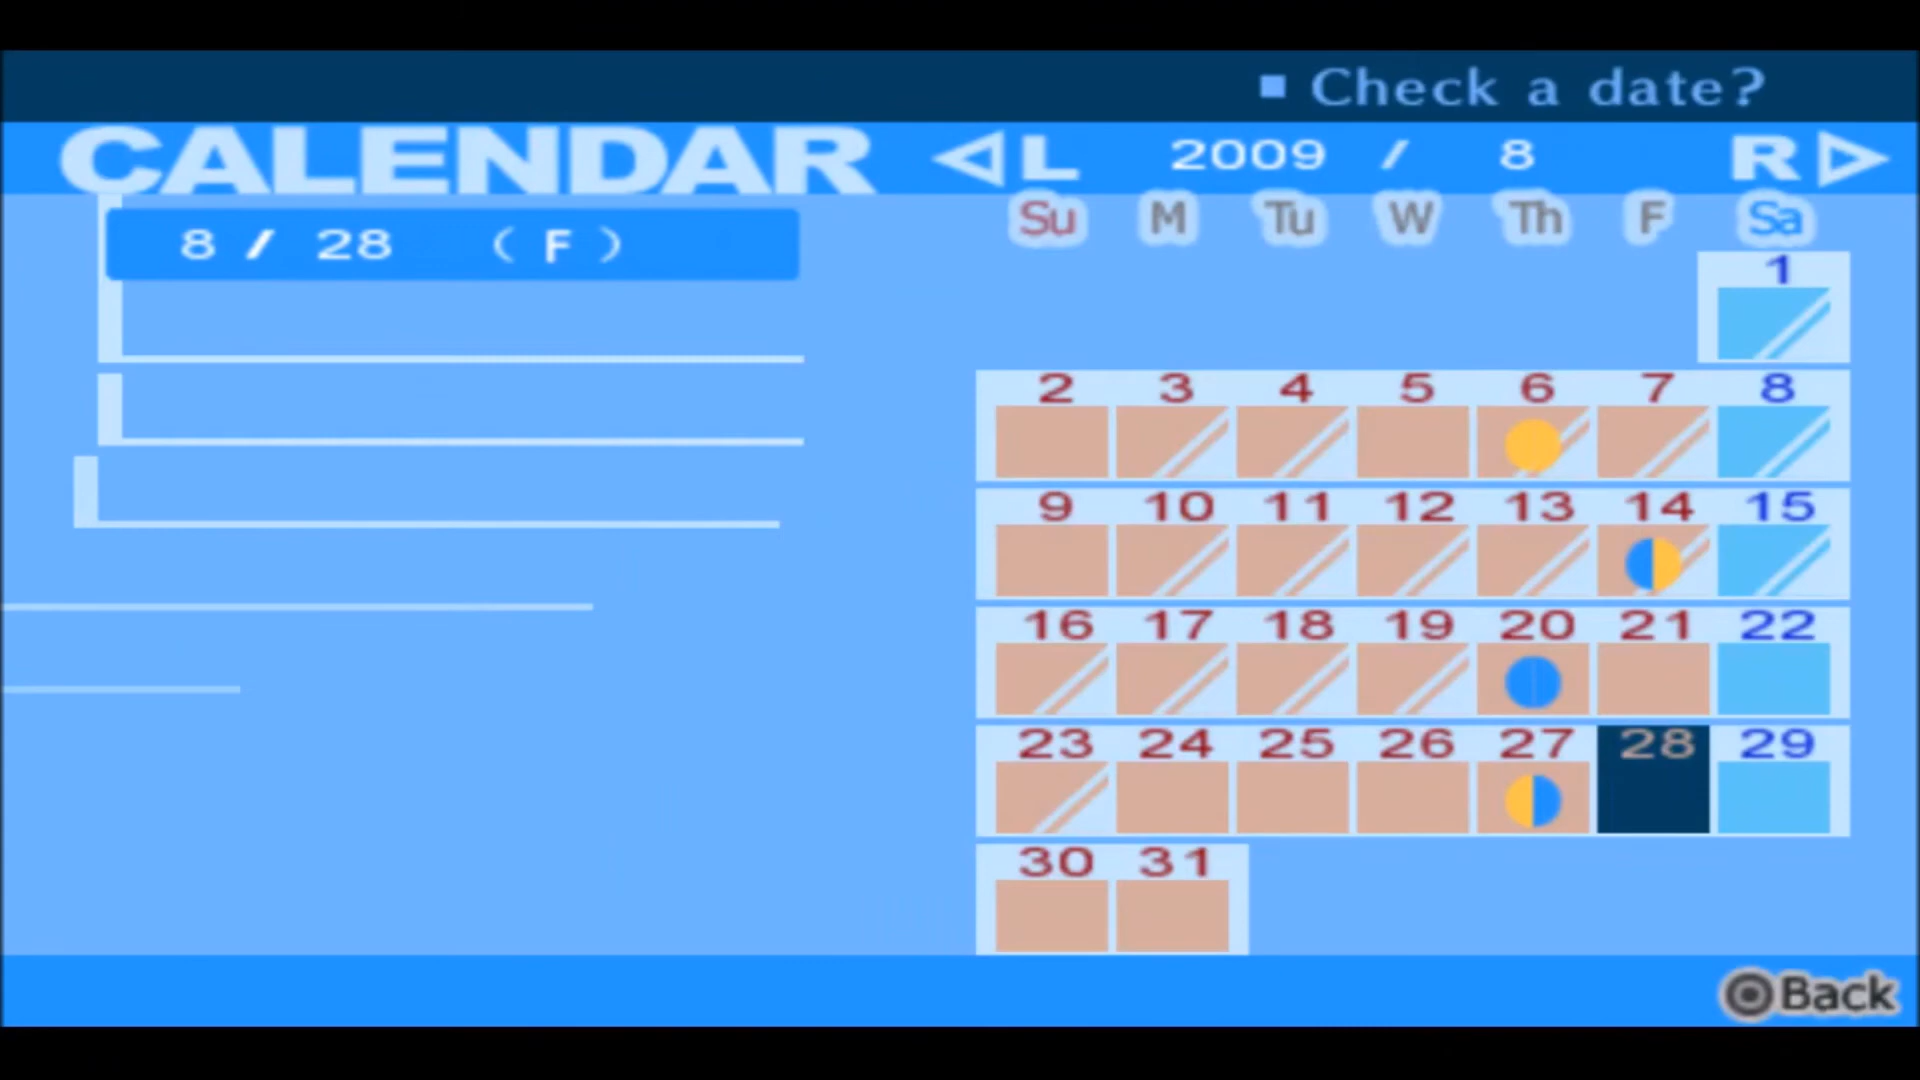 ■ Check a date?
CALENDAR
L 2009 / 8 R
8 / 28 ( F )
Su M Tu W Th F Sa
1
2 3 4 5 6 7 8
9 10 11 12 13 14 15
16 17 18 19 20 21 22
23 24 25 26 27 28 29
30 31
Back